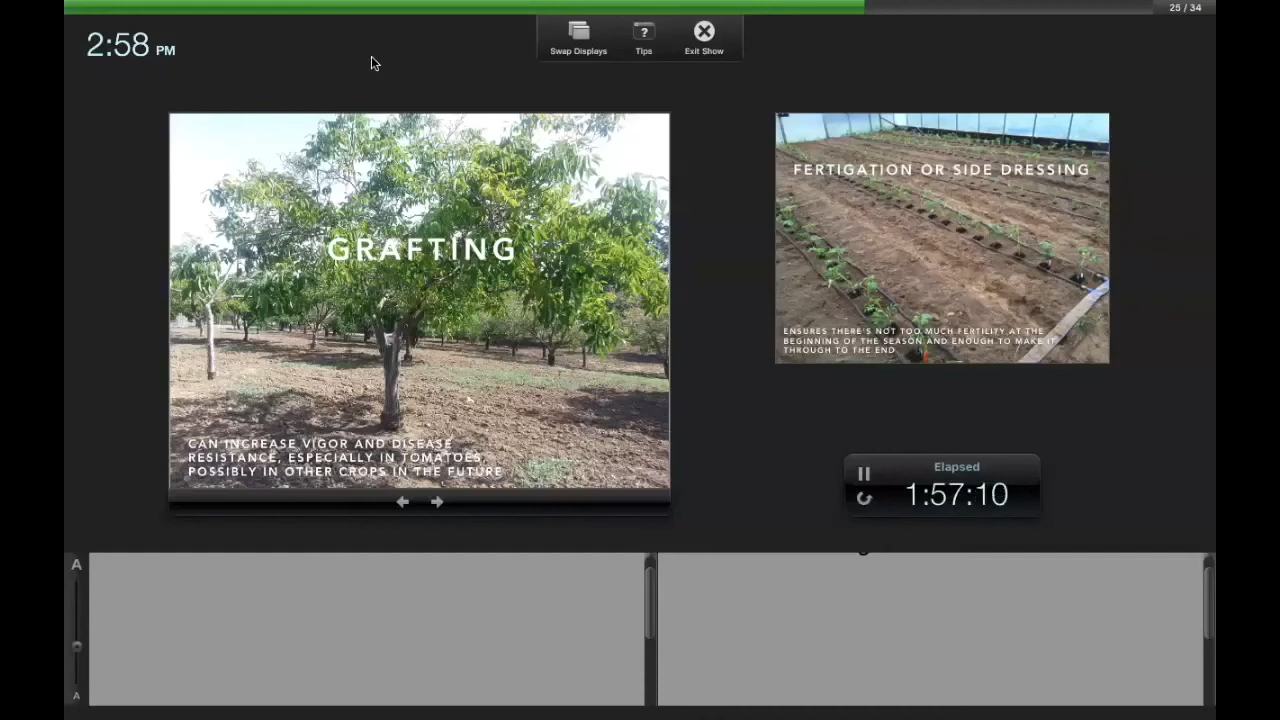 25 / 34
2:58 PM
Swap Displays
Tips
Exit Show
GRAFTING
CAN INCREASE VIGOR AND DISEASE
RESISTANCE, ESPECIALLY IN TOMATOES
POSSIBLY IN OTHER CROPS IN THE FUTURE
FERTIGATION OR SIDE DRESSING
ENSURES THERE'S NOT TOO MUCH FERTILITY AT THE
BEGINNING OF THE SEASON AND ENOUGH TO MAKE IT
THROUGH TO THE END
Elapsed
1:57:10
A
A